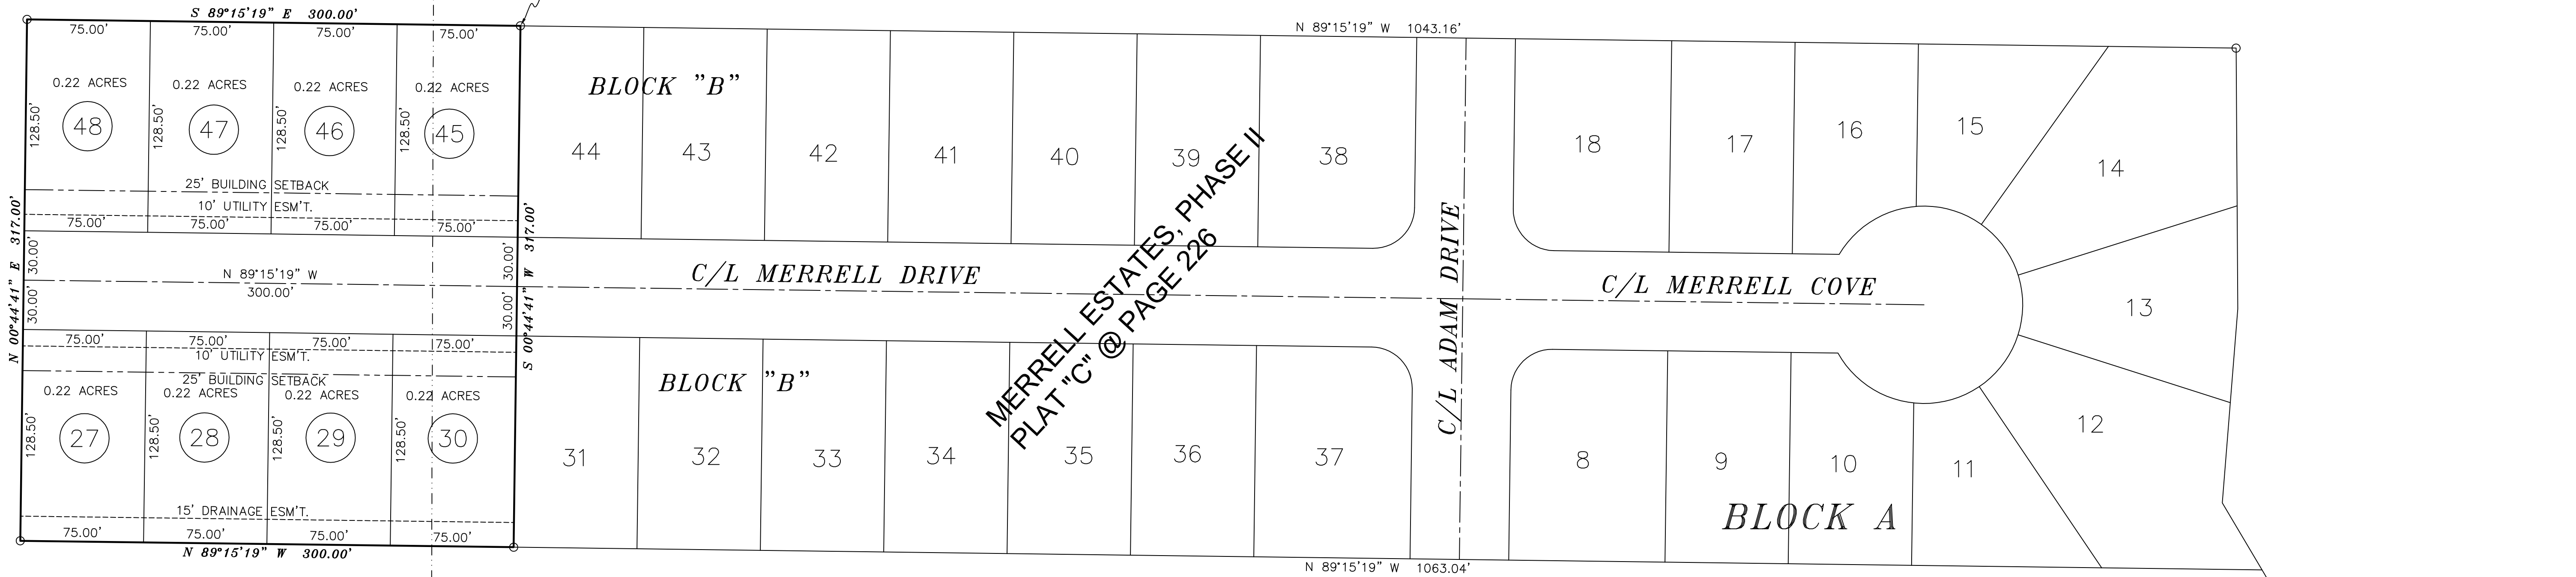 S 89°15'19" E 300.00'
N 89°15'19" W 1043.16'
75.00' 75.00' 75.00' 75.00'
0.22 ACRES 0.22 ACRES 0.22 ACRES 0.22 ACRES
BLOCK "B"
128.50' 128.50' 128.50' 128.50'
48 47 46 45
44 43 42 41 40 39 38 18 17 16 15 14
25' BUILDING SETBACK
10' UTILITY ESM'T.
75.00' 75.00' 75.00' 75.00'
N 00°44'41" E 317.00'
S 00°44'41" W 317.00'
30.00' 30.00'
N 89°15'19" W
300.00'
30.00' 30.00'
C/L MERRELL DRIVE
MERRELL ESTATES, PHASE II
PLAT "C" @ PAGE 226
C/L ADAM DRIVE
C/L MERRELL COVE
13
75.00' 75.00' 75.00' 75.00'
10' UTILITY ESM'T.
25' BUILDING SETBACK
0.22 ACRES 0.22 ACRES 0.22 ACRES 0.22 ACRES
BLOCK "B"
128.50' 128.50' 128.50' 128.50'
27 28 29 30
31 32 33 34 35 36 37 8 9 10 11 12
BLOCK A
15' DRAINAGE ESM'T.
75.00' 75.00' 75.00' 75.00'
N 89°15'19" W 300.00'
N 89°15'19" W 1063.04'